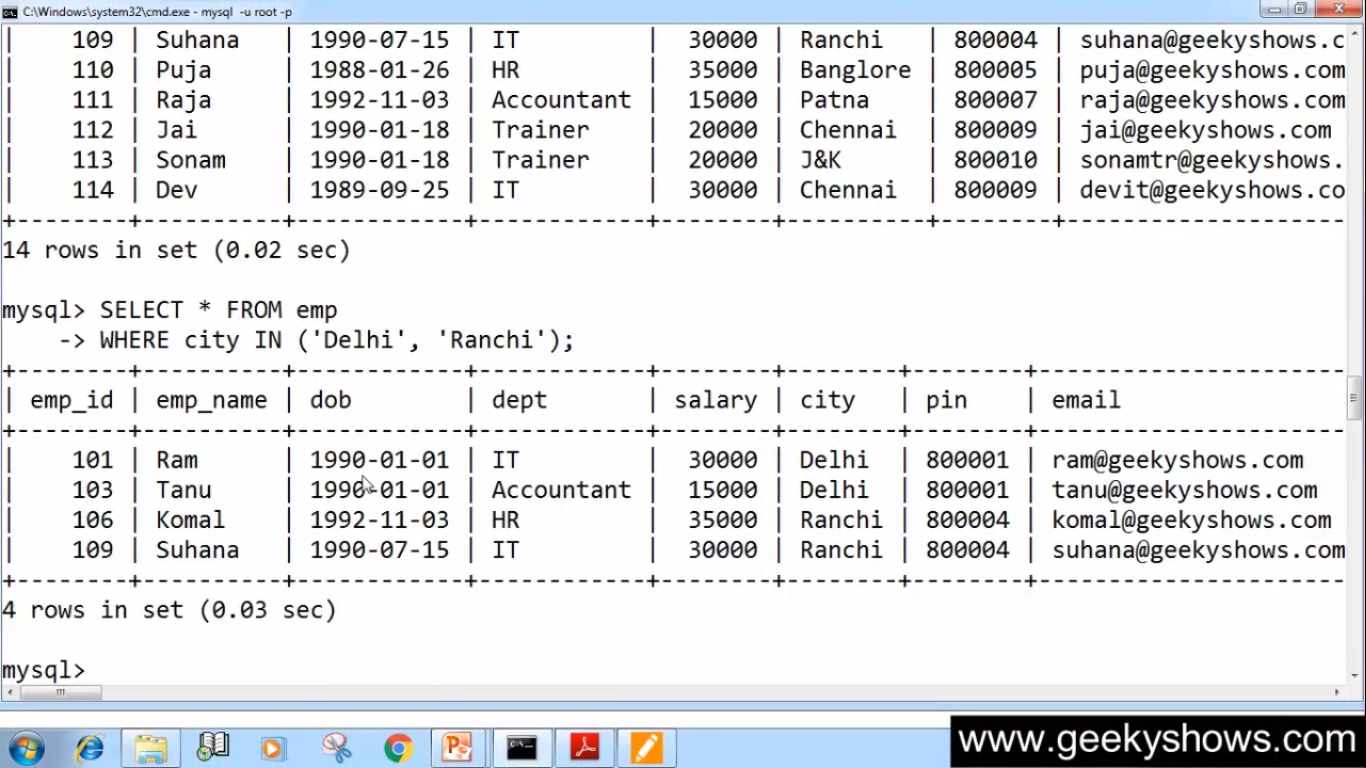 C:\Windows\system32\cmd.exe - mysql -u root -p
| 109 | Suhana | 1990-07-15 | IT | 30000 | Ranchi | 800004 | suhana@geekyshows.c
| 110 | Puja | 1988-01-26 | HR | 35000 | Banglore | 800005 | puja@geekyshows.com
| 111 | Raja | 1992-11-03 | Accountant | 15000 | Patna | 800007 | raja@geekyshows.com
| 112 | Jai | 1990-01-18 | Trainer | 20000 | Chennai | 800009 | jai@geekyshows.com
| 113 | Sonam | 1990-01-18 | Trainer | 20000 | J&K | 800010 | sonamtr@geekyshows.
| 114 | Dev | 1989-09-25 | IT | 30000 | Chennai | 800009 | devit@geekyshows.co
14 rows in set (0.02 sec)
mysql> SELECT * FROM emp
-> WHERE city IN ('Delhi', 'Ranchi');
| emp_id | emp_name | dob | dept | salary | city | pin | email
| 101 | Ram | 1990-01-01 | IT | 30000 | Delhi | 800001 | ram@geekyshows.com
| 103 | Tanu | 1990-01-01 | Accountant | 15000 | Delhi | 800001 | tanu@geekyshows.com
| 106 | Komal | 1992-11-03 | HR | 35000 | Ranchi | 800004 | komal@geekyshows.com
| 109 | Suhana | 1990-07-15 | IT | 30000 | Ranchi | 800004 | suhana@geekyshows.com
4 rows in set (0.03 sec)
mysql>
www.geekyshows.com